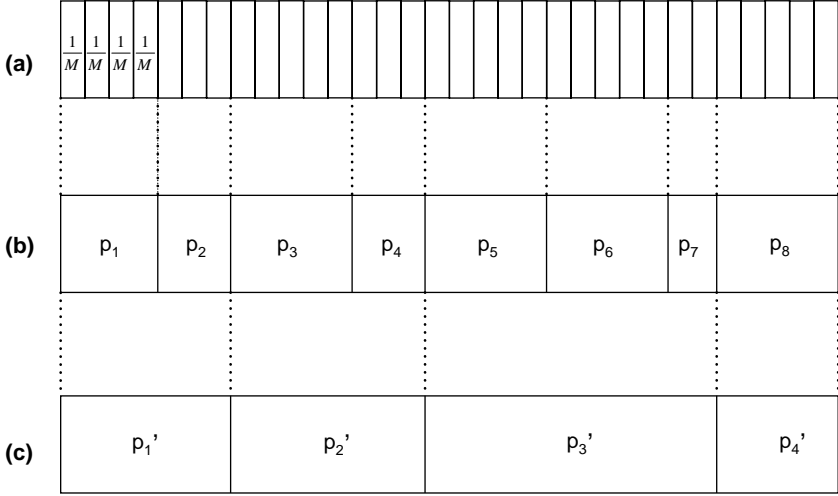 (a) 1/M 1/M 1/M 1/M
(b) p₁ p₂ p₃ p₄ p₅ p₆ p₇ p₈
(c) p₁’ p₂’ p₃’ p₄’